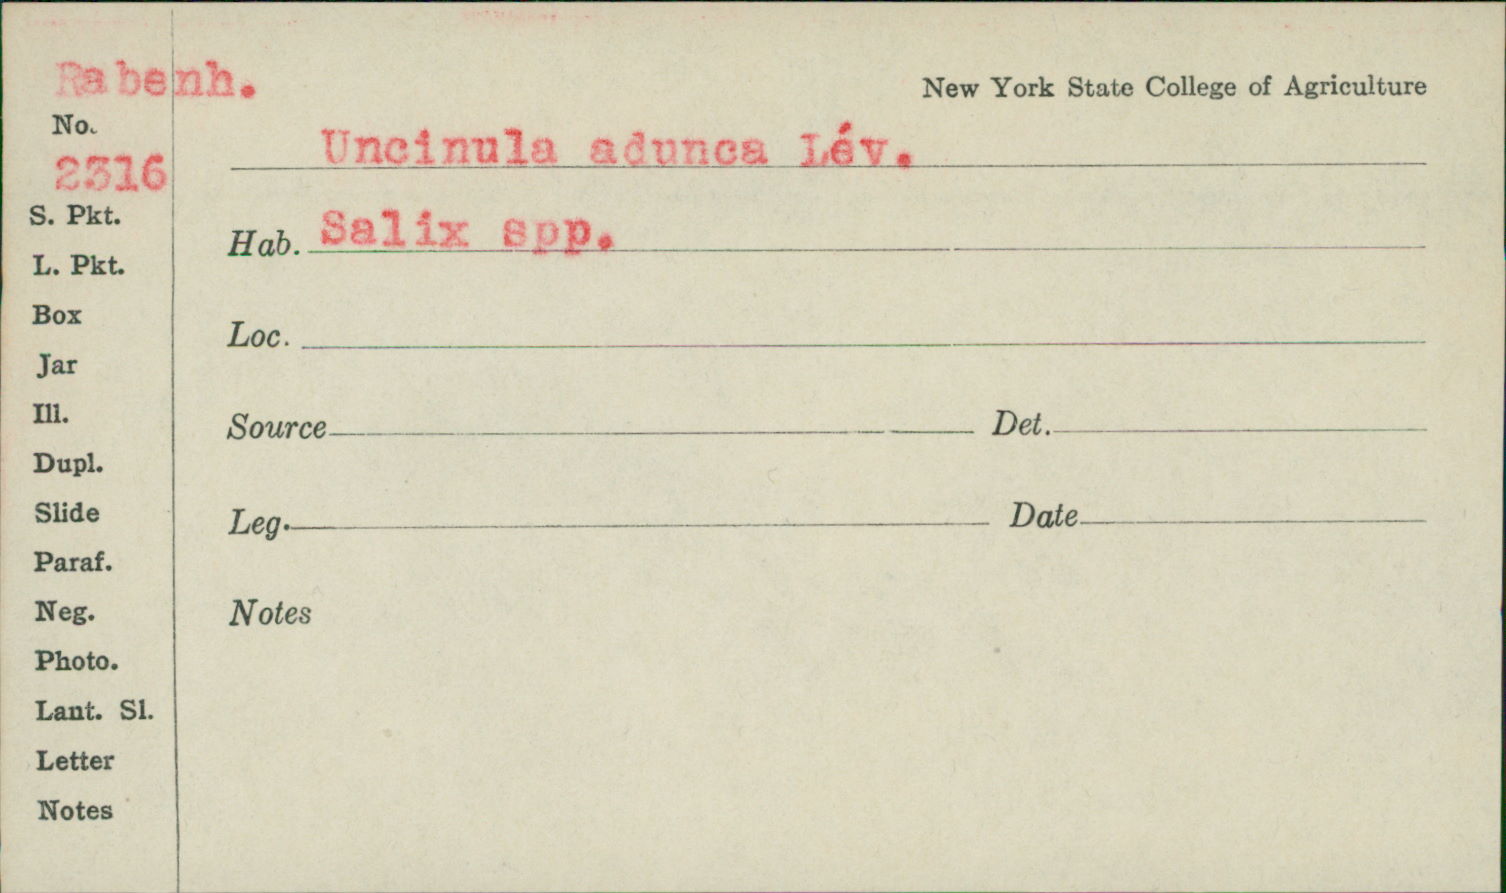 Rabenh.
New York State College of Agriculture
No.
2316
Uncinula adunca Lév.
S. Pkt.
Hab. Salix spp.
L. Pkt.
Box
Loc.
Jar
Ill.
Source Det.
Dupl.
Slide
Leg. Date
Paraf.
Neg.
Notes
Photo.
Lant. Sl.
Letter
Notes